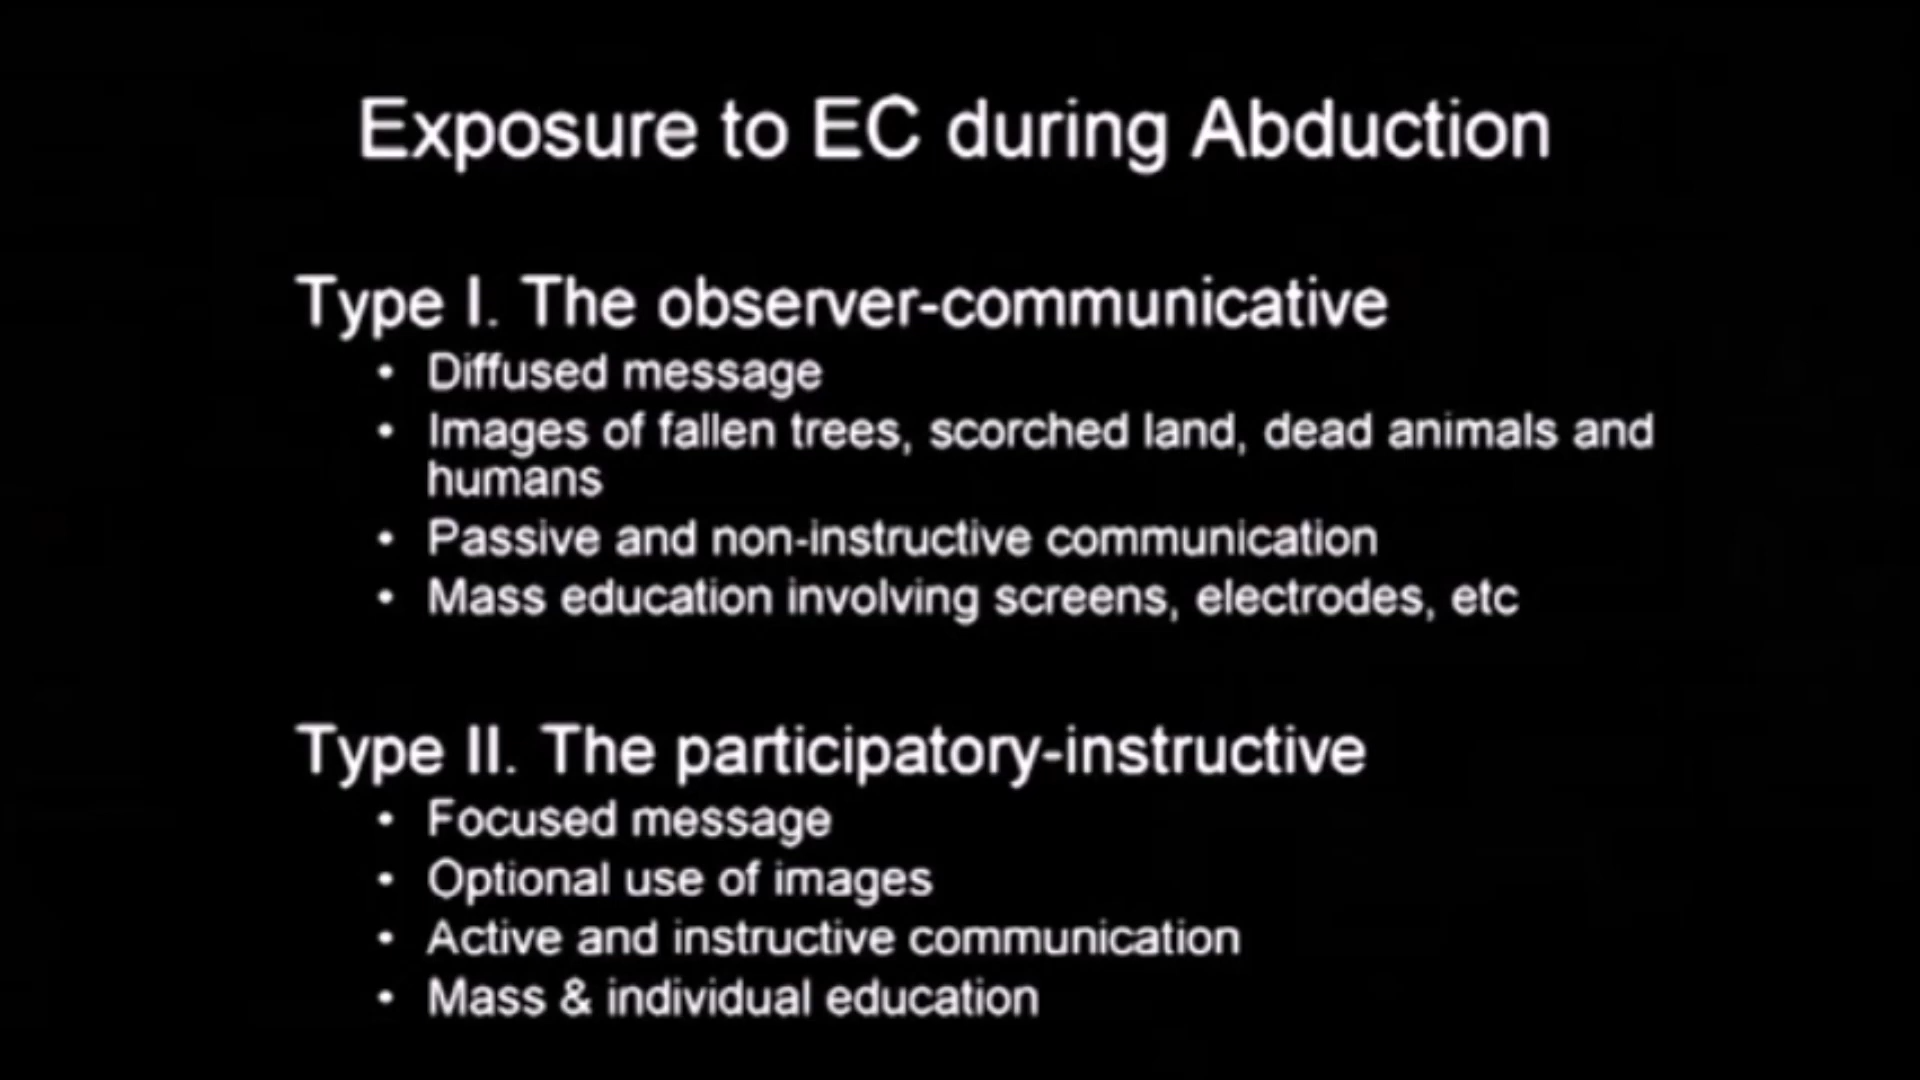 Exposure to EC during Abduction
Type I. The observer-communicative
• Diffused message
• Images of fallen trees, scorched land, dead animals and
humans
• Passive and non-instructive communication
• Mass education involving screens, electrodes, etc
Type II. The participatory-instructive
• Focused message
• Optional use of images
• Active and instructive communication
• Mass & individual education